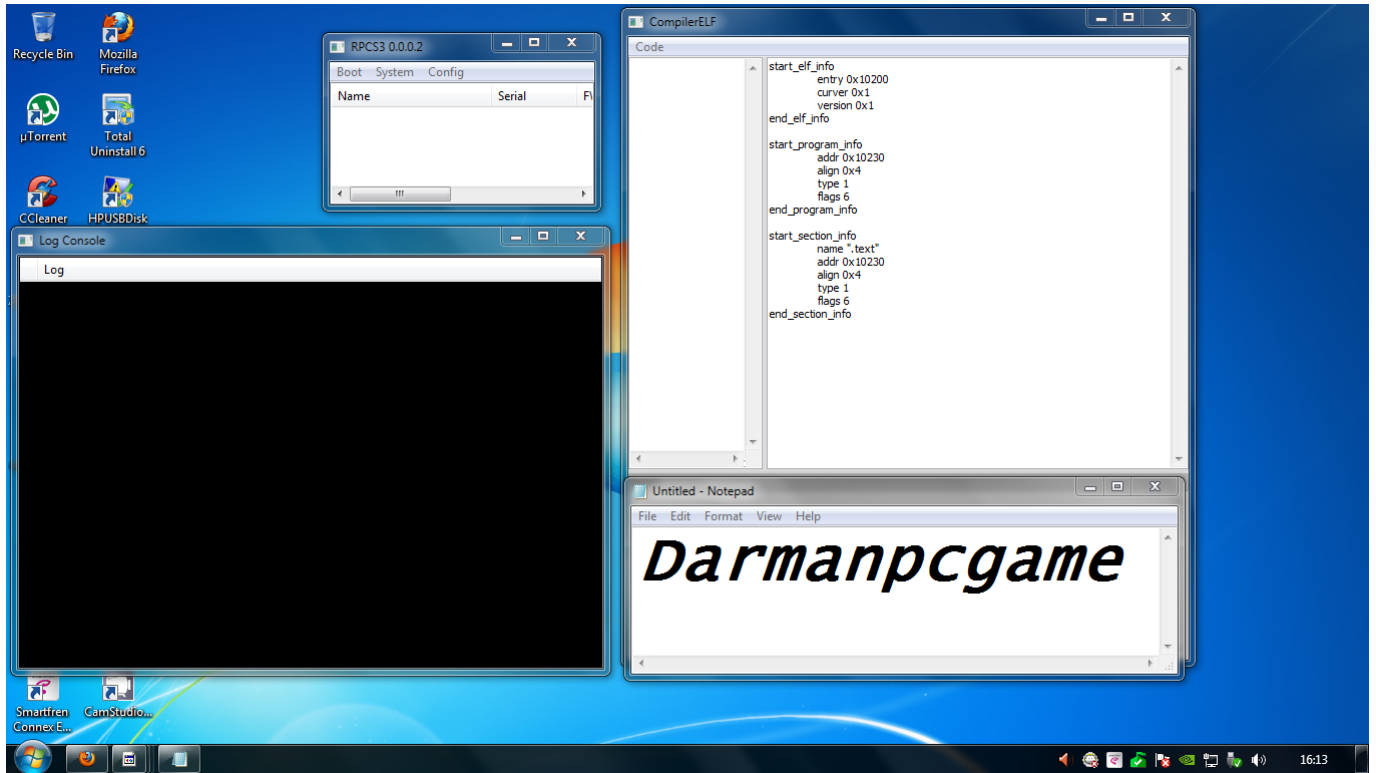 Recycle Bin
Mozilla
Firefox
µTorrent
Total
Uninstall 6
CCleaner
HPUSBDisk
RPCS3 0.0.0.2
Boot System Config
Name Serial
Log Console
Log
CompilerELF
Code
start_elf_info
entry 0x10200
curver 0x1
version 0x1
end_elf_info
start_program_info
addr 0x10230
align 0x4
type 1
flags 6
end_program_info
start_section_info
name ".text"
addr 0x10230
align 0x4
type 1
flags 6
end_section_info
Untitled - Notepad
File Edit Format View Help
Darmanpcgame
Smartfren
Connex E...
CamStudio...
16:13